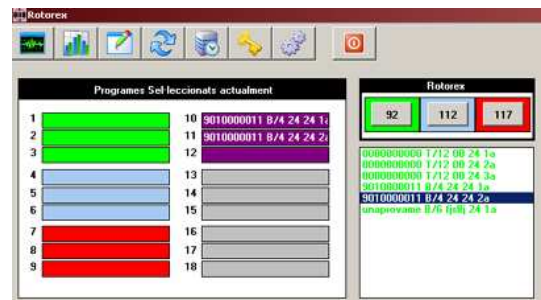 Rotorex
Programes Sel·leccionats actualment
1
2
3
4
5
6
7
8
9
10 9010000011 B/4 24 24 1a
11 9010000011 B/4 24 24 2a
12
13
14
15
16
17
18
Rotorex
92 112 117
0000000000 T/12 00 24 1a
0000000000 T/12 00 24 2a
0000000000 T/12 00 24 3a
9010000011 B/4 24 24 1a
9010000011 B/4 24 24 2a
B/6 24 1a